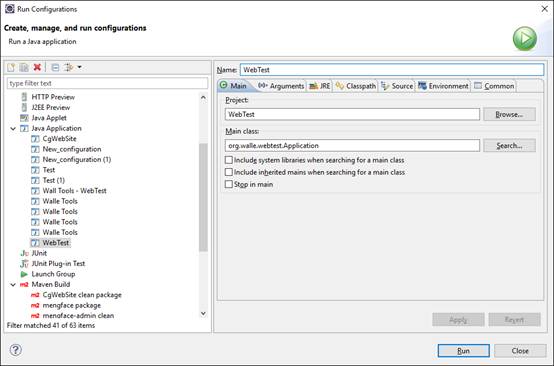 Run Configurations
Create, manage, and run configurations
Run a Java application
type filter text
HTTP Preview
J2EE Preview
Java Applet
Java Application
CgWebSite
New_configuration
New_configuration (1)
Test
Test (1)
Wall Tools - WebTest
Walle Tools
Walle Tools
Walle Tools
Walle Tools
WebTest
JUnit
JUnit Plug-in Test
Launch Group
Maven Build
m2 CgWebSite clean package
m2 mengface package
m2 mengface-admin clean
Filter matched 41 of 63 items
Name: WebTest
Main Arguments JRE Classpath Source Environment Common
Project:
WebTest Browse...
Main class:
org.walle.webtest.Application Search...
Include system libraries when searching for a main class
Include inherited mains when searching for a main class
Stop in main
Apply Revert
Run Close